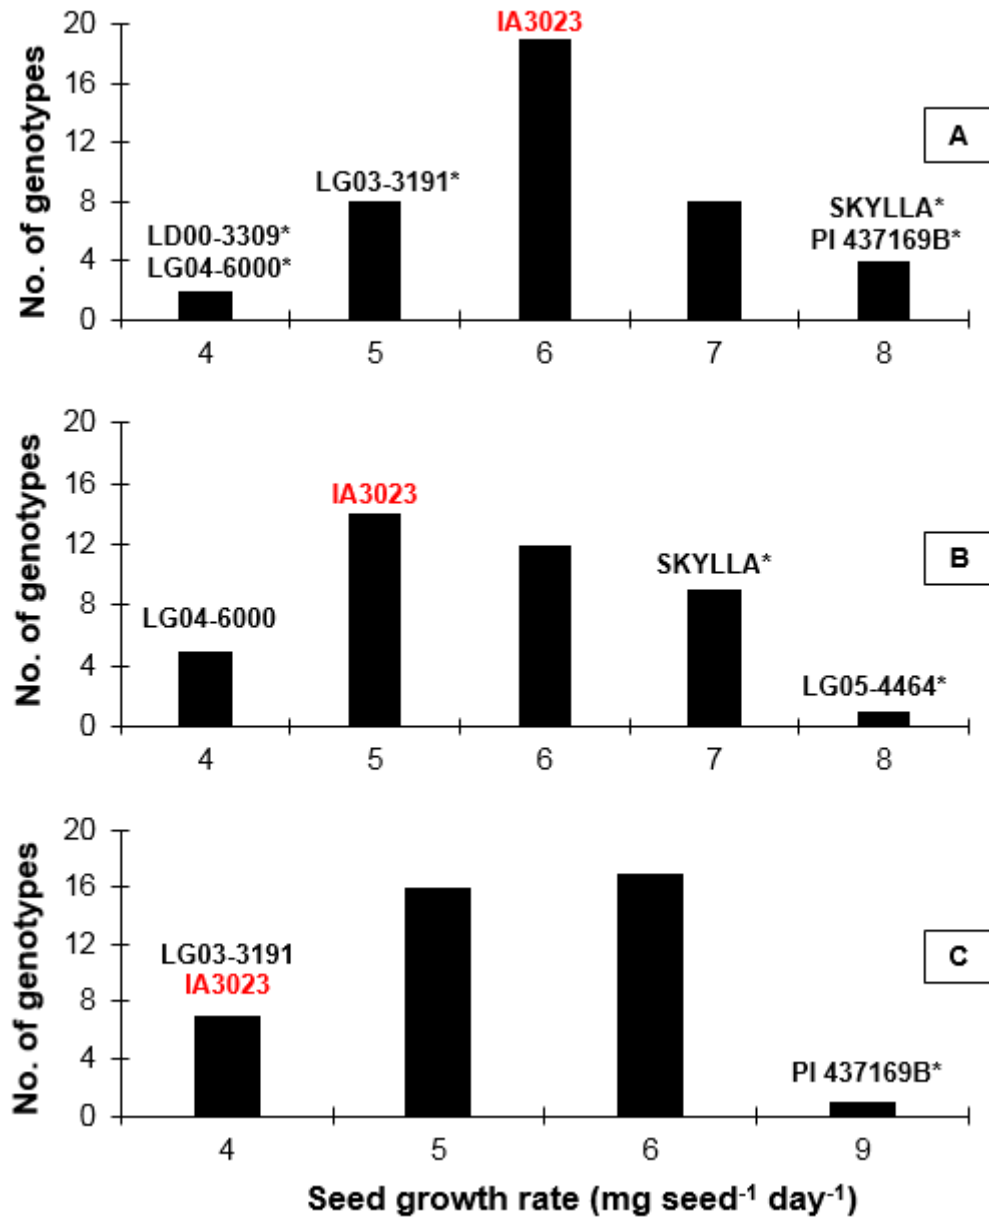 No. of genotypes
20
16
12
8
4
0
IA3023
A
LG03-3191*
SKYLLA*
PI 437169B*
LD00-3309*
LG04-6000*
4 5 6 7 8
No. of genotypes
20
16
12
8
4
0
IA3023
B
SKYLLA*
LG04-6000
LG05-4464*
4 5 6 7 8
No. of genotypes
20
16
12
8
4
0
LG03-3191
IA3023
C
PI 437169B*
4 5 6 9
Seed growth rate (mg seed⁻¹ day⁻¹)